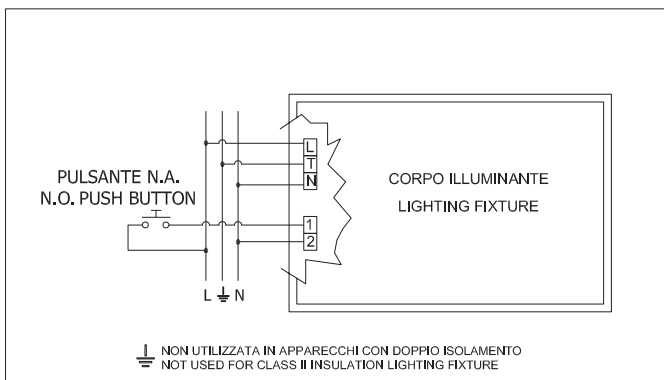 L
T
N
PULSANTE N.A.
N.O. PUSH BUTTON
CORPO ILLUMINANTE
LIGHTING FIXTURE
1
2
L N
NON UTILIZZATA IN APPARECCHI CON DOPPIO ISOLAMENTO
NOT USED FOR CLASS II INSULATION LIGHTING FIXTURE